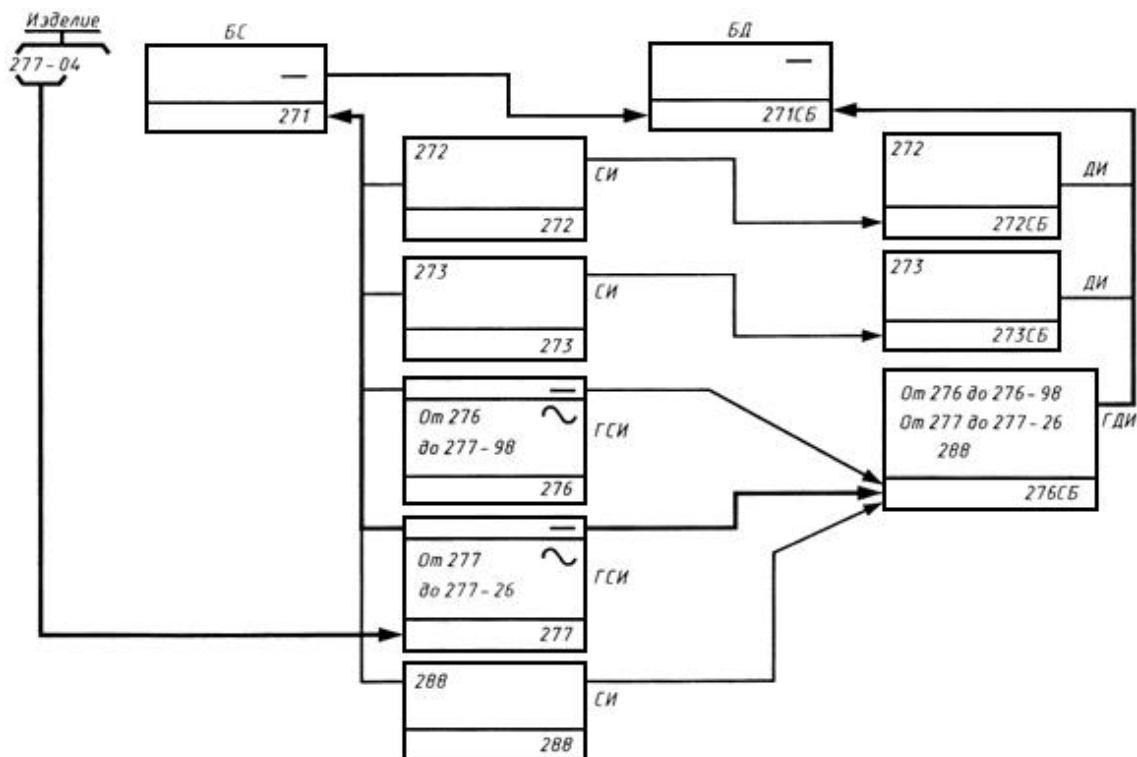 Изделие
277-04
БС
—
271
БД
—
271СБ
272
272
СИ
272
272СБ
ДИ
273
273
СИ
273
273СБ
ДИ
—
От 276
до 277-98
276
ГСИ
От 276 до 276-98
От 277 до 277-26
288
276СБ
ГДИ
—
От 277
до 277-26
277
ГСИ
288
288
СИ